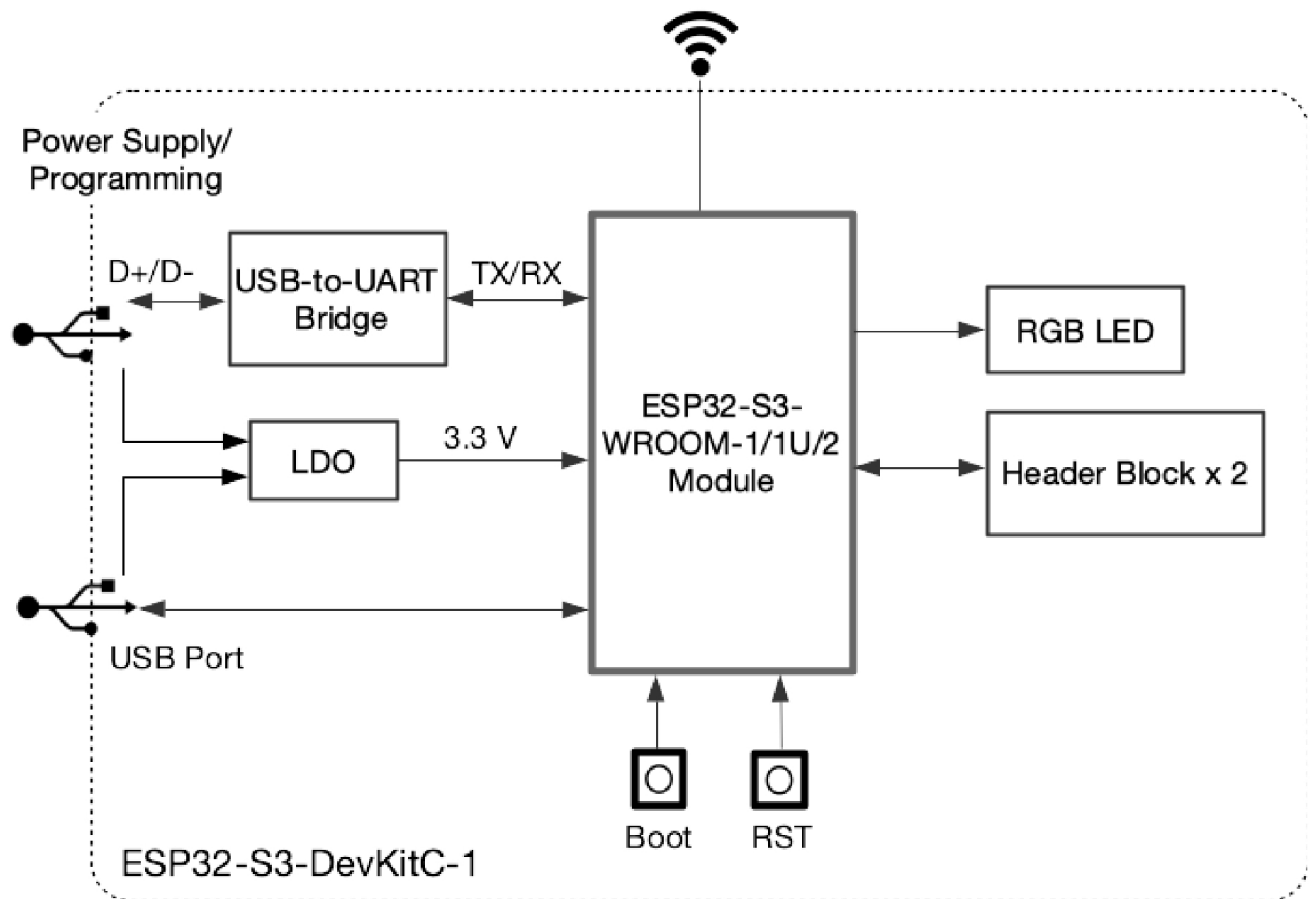 Power Supply/
Programming
D+/D-
USB-to-UART
Bridge
TX/RX
RGB LED
ESP32-S3-
WROOM-1/1U/2
Module
LDO
3.3 V
Header Block x 2
USB Port
Boot
RST
ESP32-S3-DevKitC-1